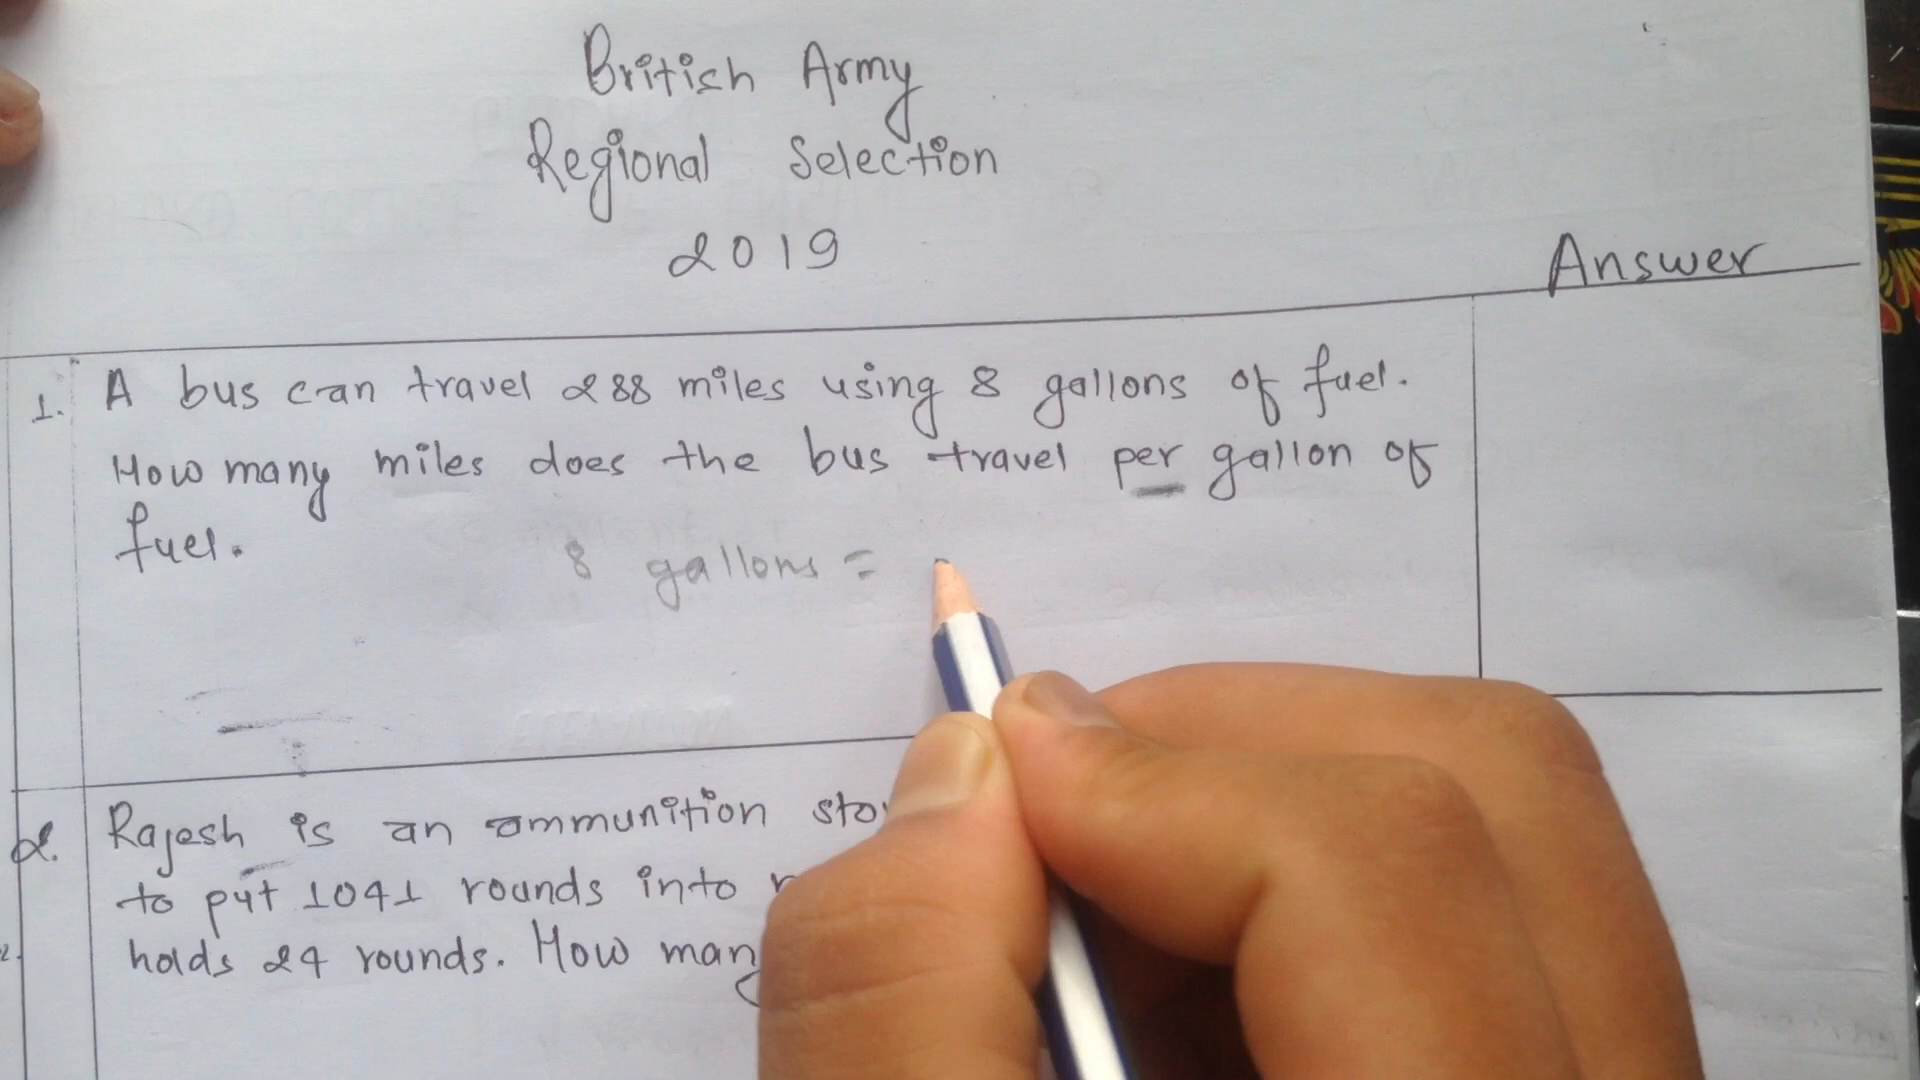 British Army
Regional Selection
2019
Answer
1. A bus can travel 288 miles using 8 gallons of fuel.
How many miles does the bus travel per gallon of
fuel.
8 gallons =
2. Rajesh is an ammunition
to put 1041 rounds into
holds 24 rounds. How many